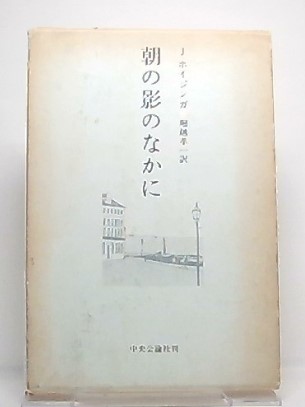 J・ホイジンガ 堀越孝一訳
朝の影のなかに
中央公論社刊